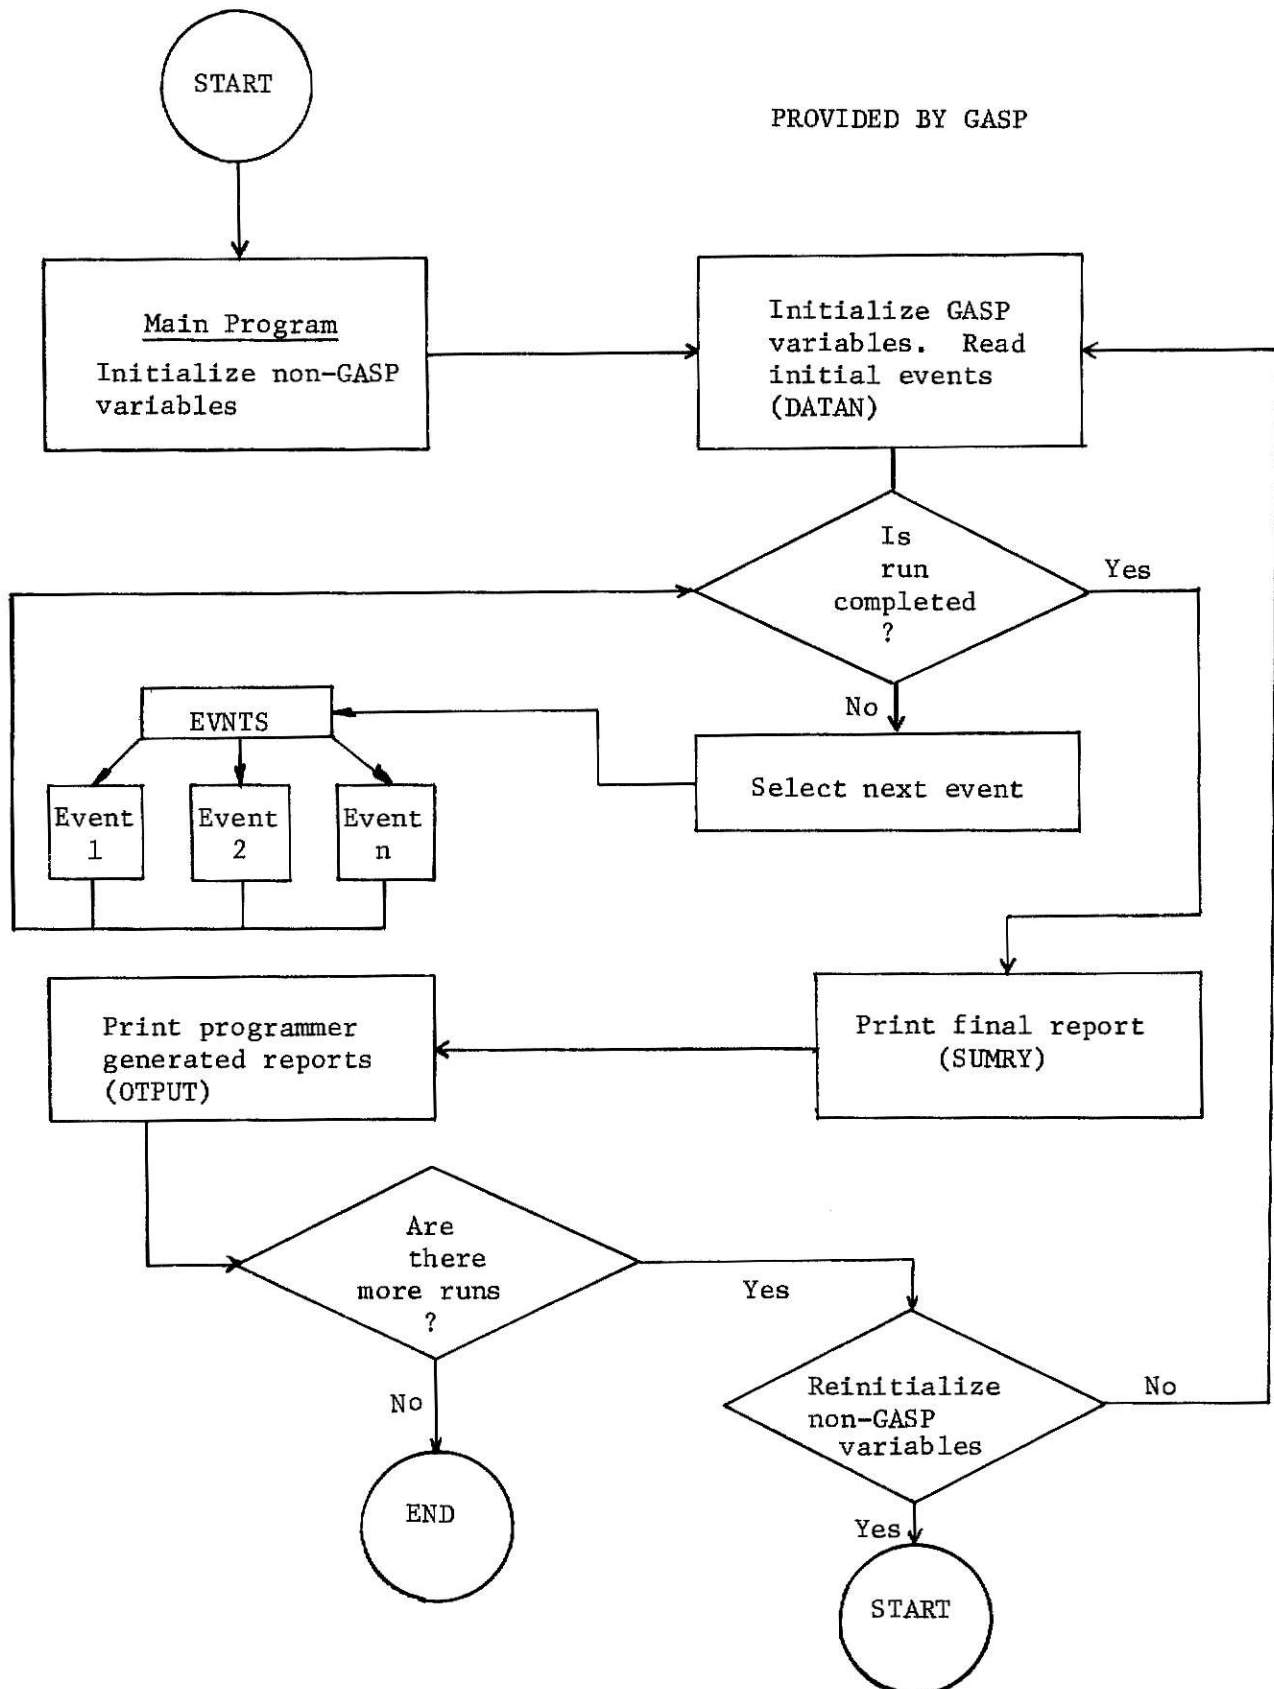 START
PROVIDED BY GASP
Main Program
Initialize non-GASP
variables
Initialize GASP
variables. Read
initial events
(DATAN)
Is
run
completed
?
Yes
No
EVNTS
Select next event
Event
1
Event
2
Event
n
Print programmer
generated reports
(OTPUT)
Print final report
(SUMRY)
Are
there
more runs
?
Yes
No
Reinitialize
non-GASP
variables
No
Yes
END
START